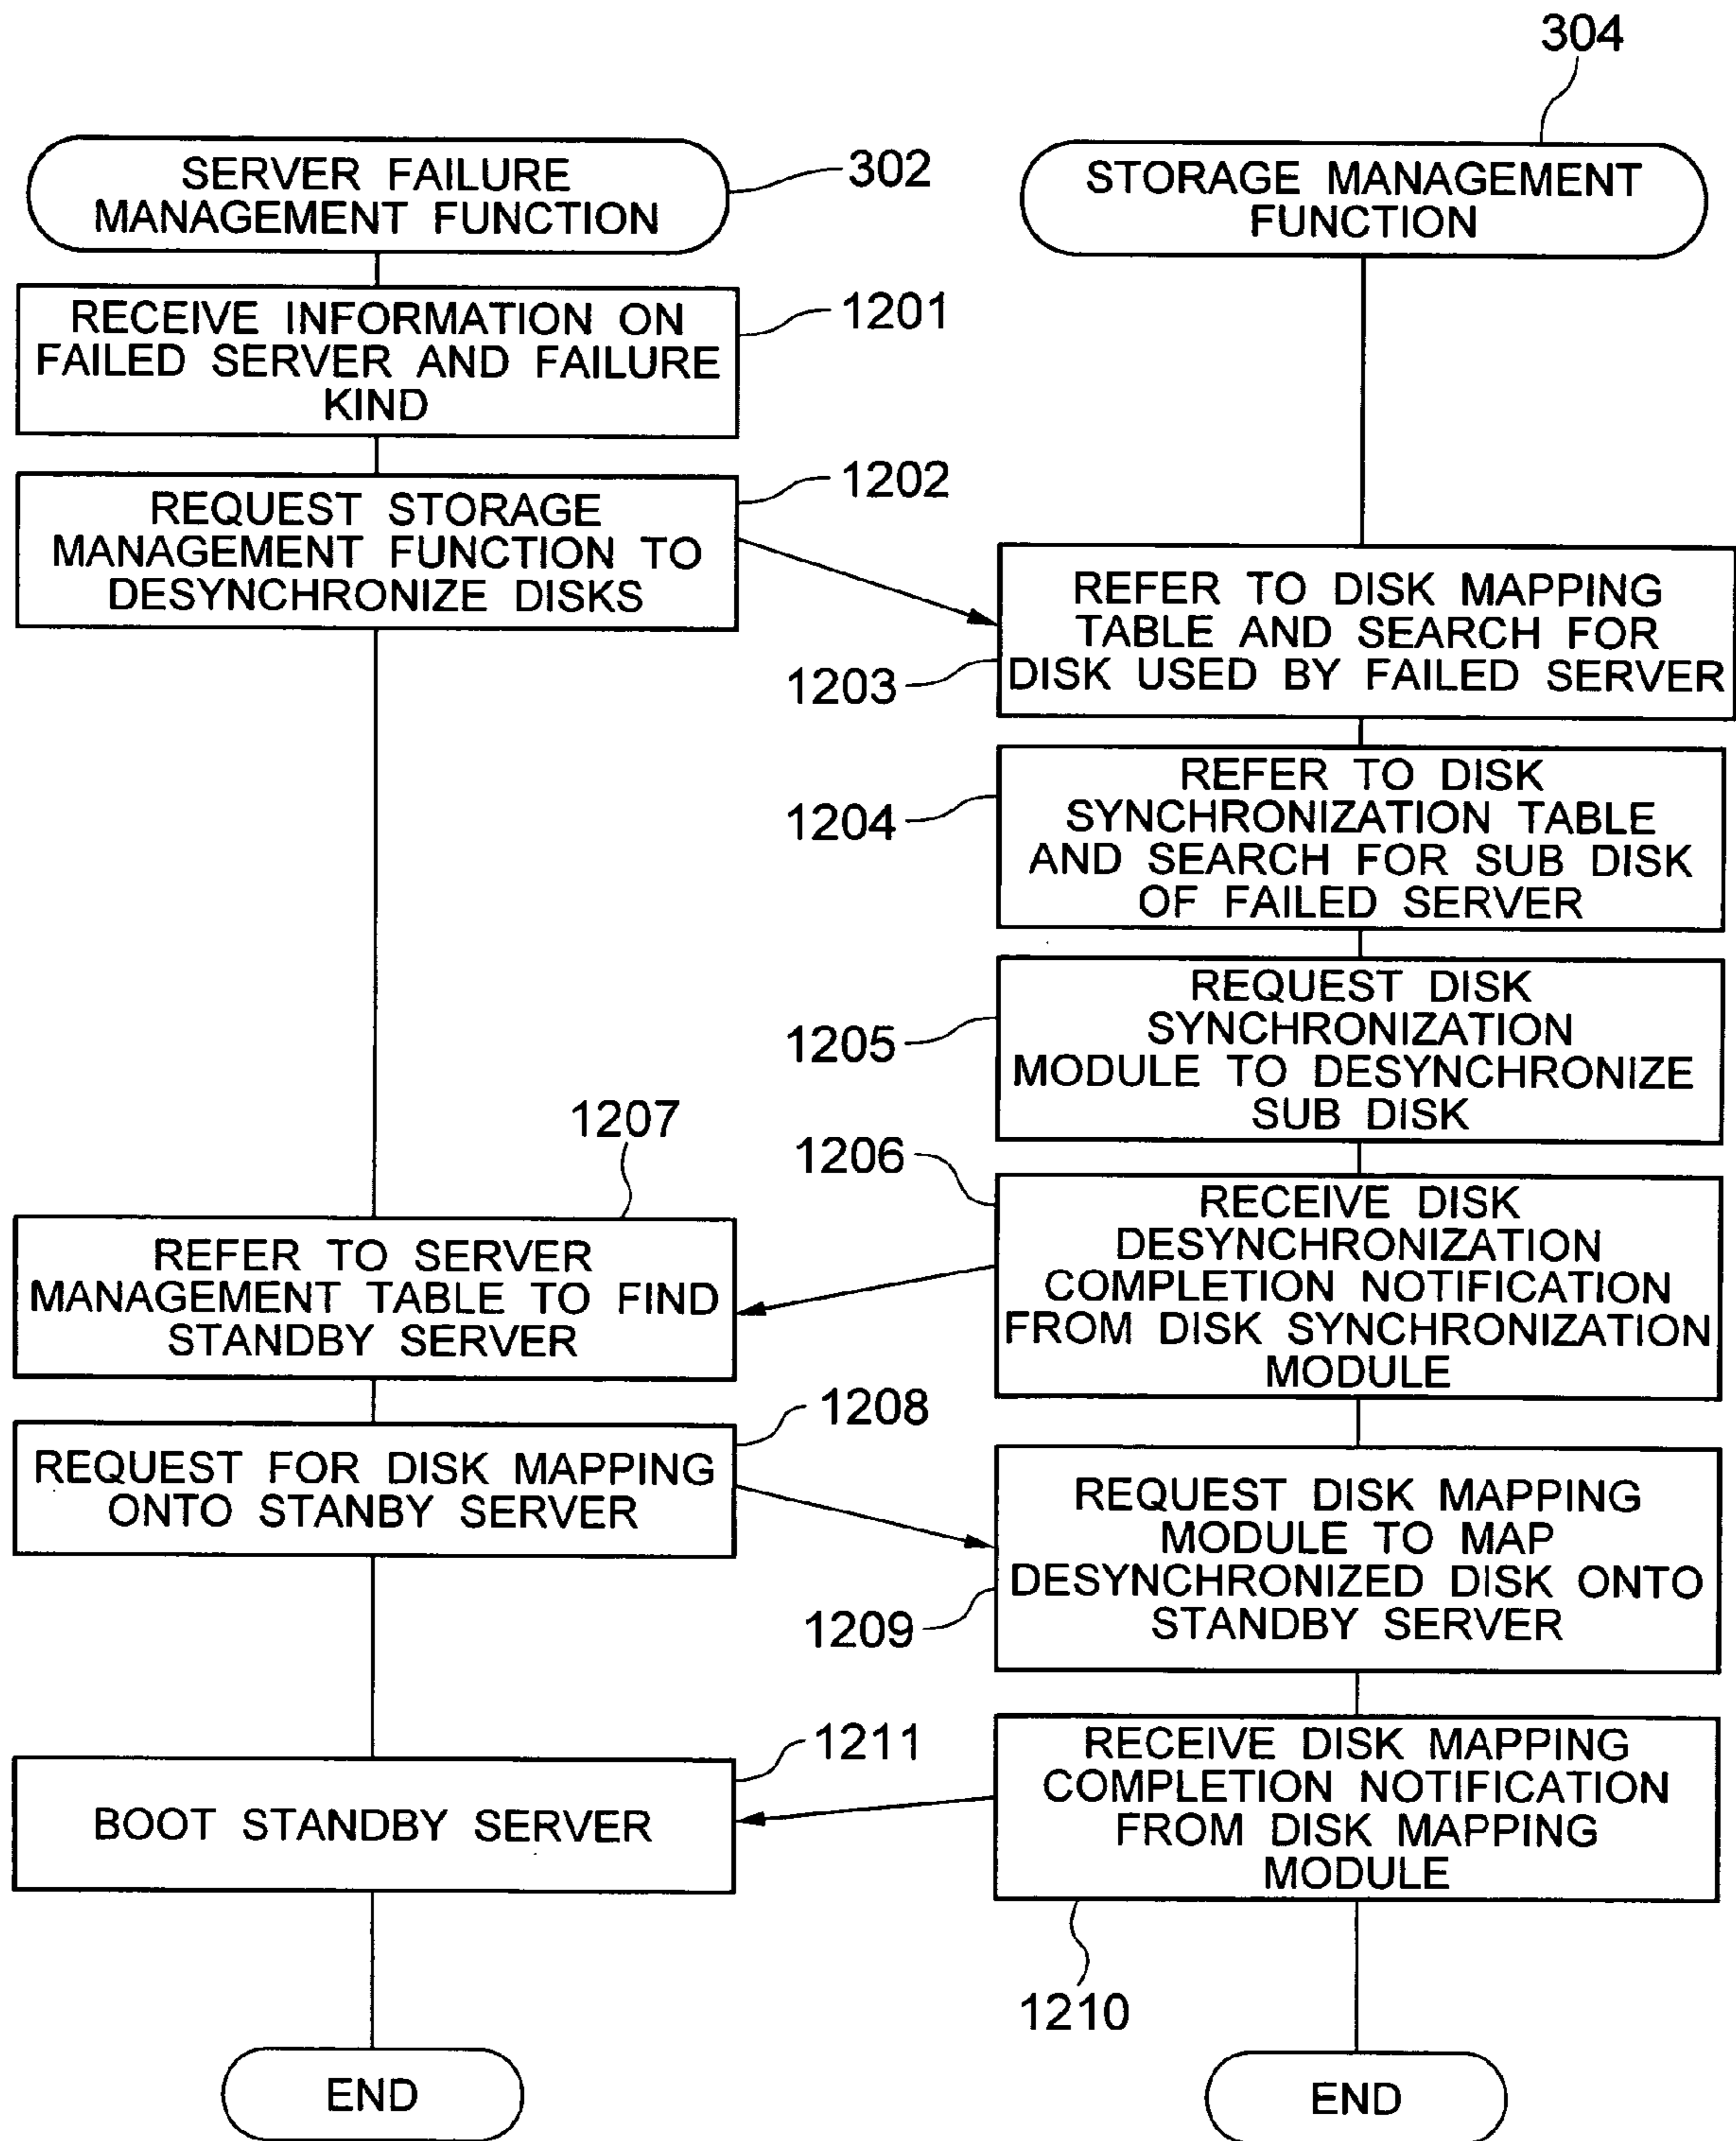 304
SERVER FAILURE
MANAGEMENT FUNCTION
302
STORAGE MANAGEMENT
FUNCTION
RECEIVE INFORMATION ON
FAILED SERVER AND FAILURE
KIND
1201
REQUEST STORAGE
MANAGEMENT FUNCTION TO
DESYNCHRONIZE DISKS
1202
REFER TO DISK MAPPING
TABLE AND SEARCH FOR
DISK USED BY FAILED SERVER
1203
REFER TO DISK
SYNCHRONIZATION TABLE
AND SEARCH FOR SUB DISK
OF FAILED SERVER
1204
REQUEST DISK
SYNCHRONIZATION
MODULE TO DESYNCHRONIZE
SUB DISK
1205
1206
RECEIVE DISK
DESYNCHRONIZATION
COMPLETION NOTIFICATION
FROM DISK SYNCHRONIZATION
MODULE
1207
REFER TO SERVER
MANAGEMENT TABLE TO FIND
STANDBY SERVER
1208
REQUEST FOR DISK MAPPING
ONTO STANBY SERVER
REQUEST DISK MAPPING
MODULE TO MAP
DESYNCHRONIZED DISK ONTO
STANDBY SERVER
1209
RECEIVE DISK MAPPING
COMPLETION NOTIFICATION
FROM DISK MAPPING
MODULE
1210
1211
BOOT STANDBY SERVER
END
END